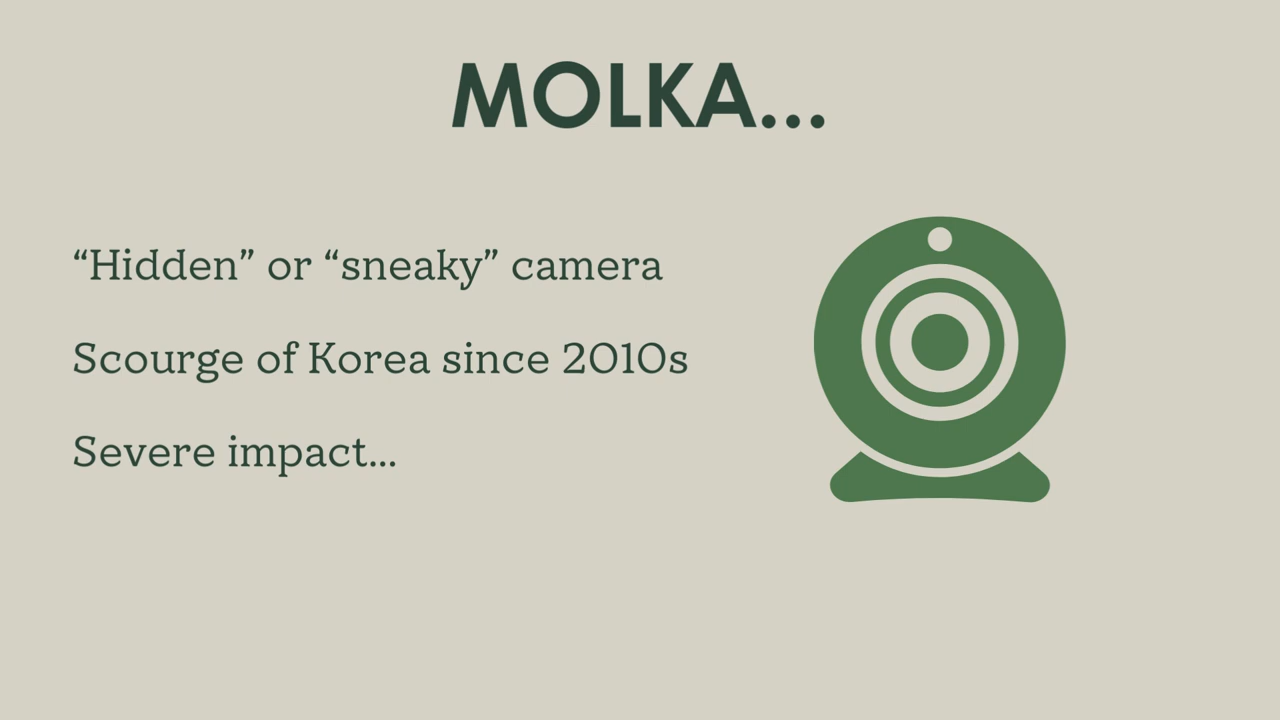 MOLKA...
“Hidden” or “sneaky” camera
Scourge of Korea since 2010s
Severe impact...